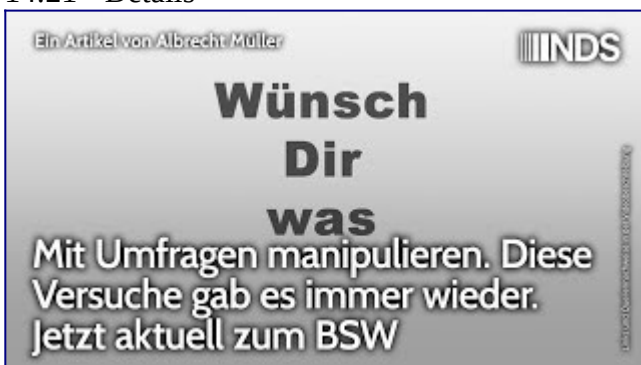 Ein Artikel von Albrecht Müller
NDS
Wünsch
Dir
was
Mit Umfragen manipulieren. Diese
Versuche gab es immer wieder.
Jetzt aktuell zum BSW